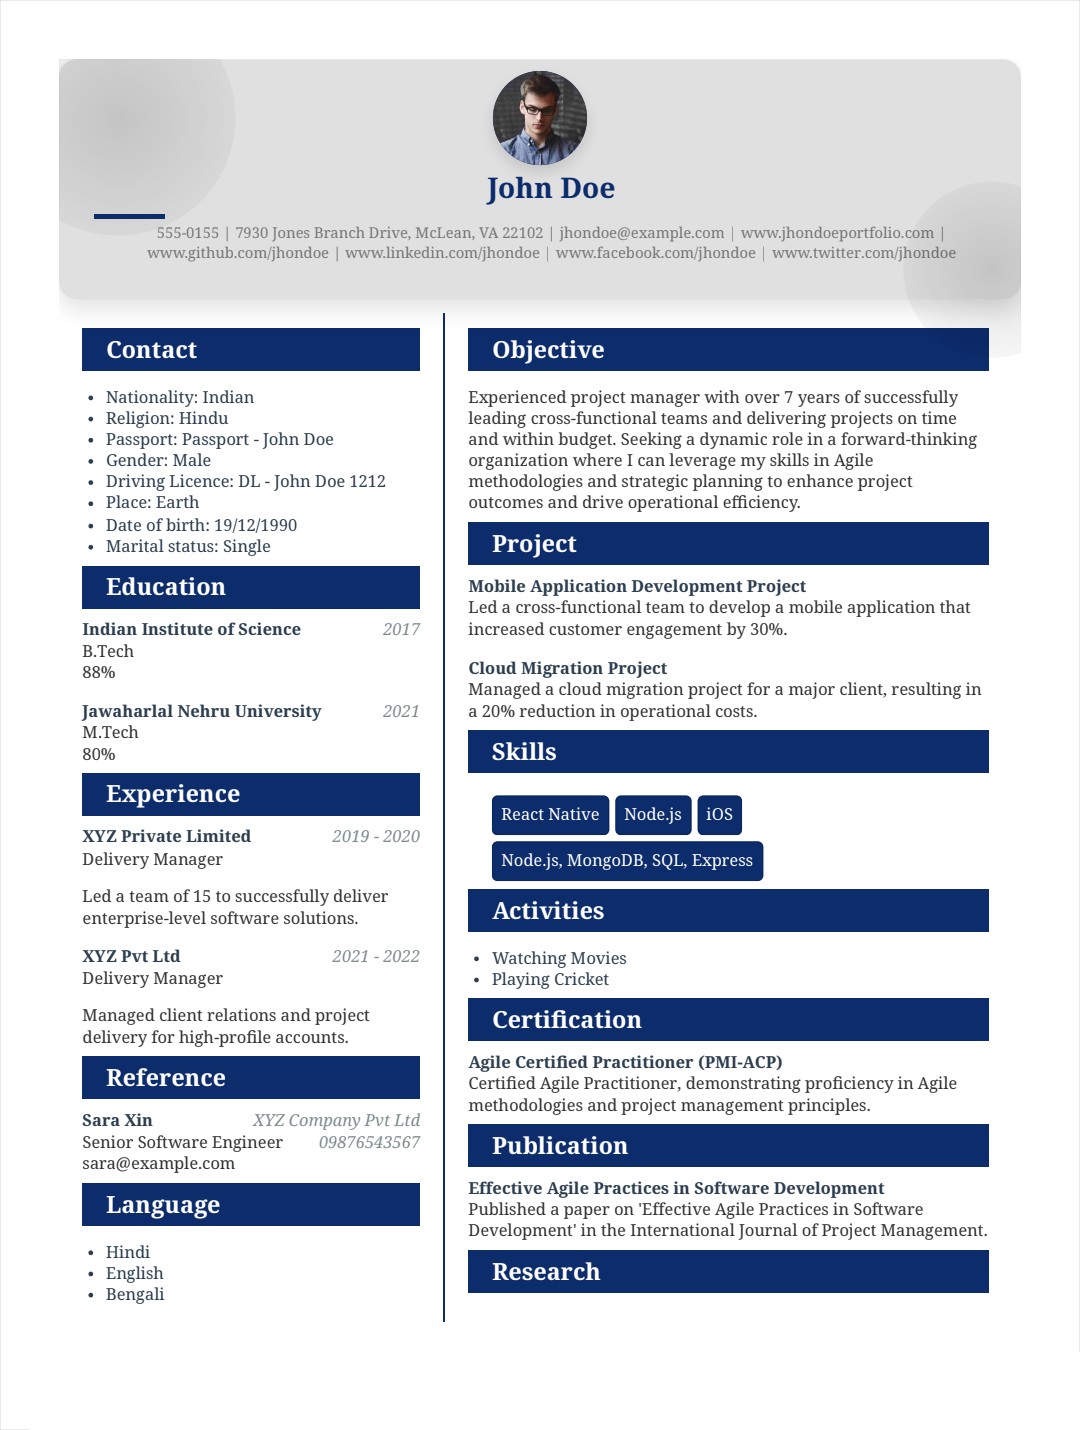 John Doe
555-0155 | 7930 Jones Branch Drive, McLean, VA 22102 | jhondoe@example.com | www.jhondoeportfolio.com |
www.github.com/jhondoe | www.linkedin.com/jhondoe | www.facebook.com/jhondoe | www.twitter.com/jhondoe
Contact
• Nationality: Indian
• Religion: Hindu
• Passport: Passport - John Doe
• Gender: Male
• Driving Licence: DL - John Doe 1212
• Place: Earth
• Date of birth: 19/12/1990
• Marital status: Single
Education
Indian Institute of Science 2017
B.Tech
88%
Jawaharlal Nehru University 2021
M.Tech
80%
Experience
XYZ Private Limited 2019 - 2020
Delivery Manager
Led a team of 15 to successfully deliver
enterprise-level software solutions.
XYZ Pvt Ltd 2021 - 2022
Delivery Manager
Managed client relations and project
delivery for high-profile accounts.
Reference
Sara Xin XYZ Company Pvt Ltd
Senior Software Engineer 09876543567
sara@example.com
Language
• Hindi
• English
• Bengali
Objective
Experienced project manager with over 7 years of successfully
leading cross-functional teams and delivering projects on time
and within budget. Seeking a dynamic role in a forward-thinking
organization where I can leverage my skills in Agile
methodologies and strategic planning to enhance project
outcomes and drive operational efficiency.
Project
Mobile Application Development Project
Led a cross-functional team to develop a mobile application that
increased customer engagement by 30%.
Cloud Migration Project
Managed a cloud migration project for a major client, resulting in
a 20% reduction in operational costs.
Skills
React Native Node.js iOS
Node.js, MongoDB, SQL, Express
Activities
• Watching Movies
• Playing Cricket
Certification
Agile Certified Practitioner (PMI-ACP)
Certified Agile Practitioner, demonstrating proficiency in Agile
methodologies and project management principles.
Publication
Effective Agile Practices in Software Development
Published a paper on 'Effective Agile Practices in Software
Development' in the International Journal of Project Management.
Research